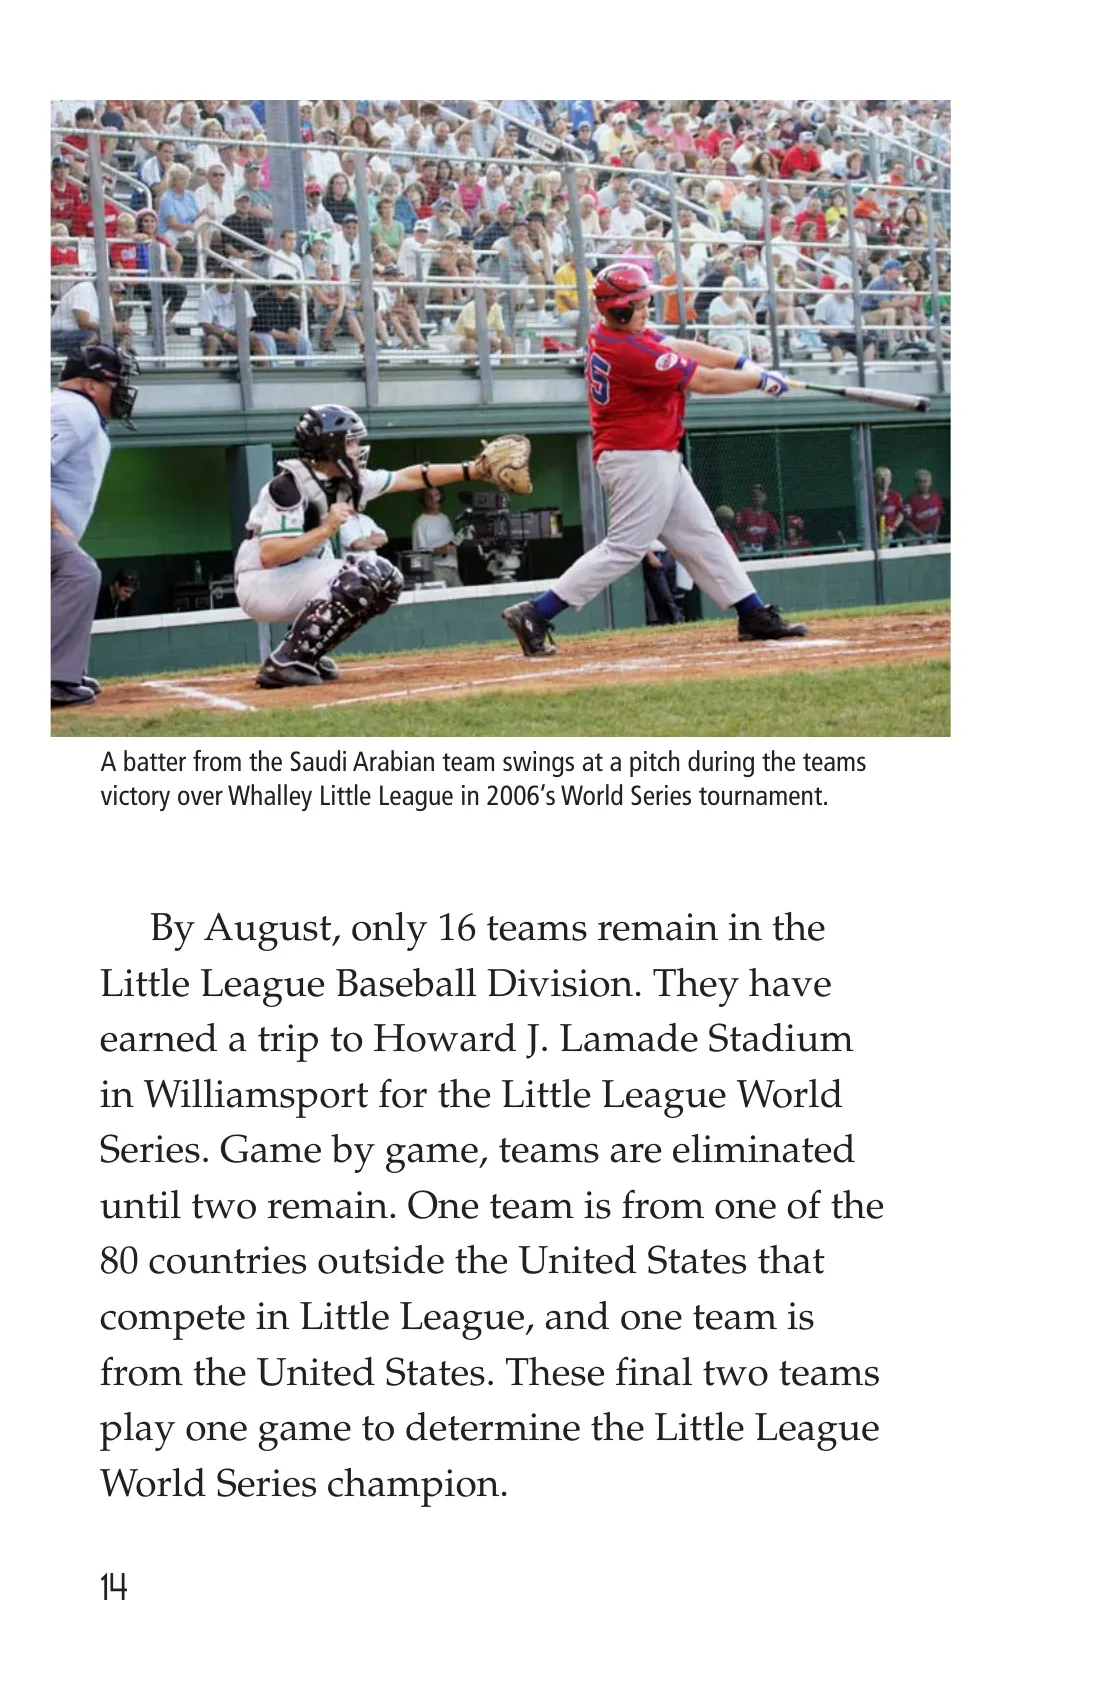 25
A batter from the Saudi Arabian team swings at a pitch during the teams
victory over Whalley Little League in 2006’s World Series tournament.
By August, only 16 teams remain in the
Little League Baseball Division. They have
earned a trip to Howard J. Lamade Stadium
in Williamsport for the Little League World
Series. Game by game, teams are eliminated
until two remain. One team is from one of the
80 countries outside the United States that
compete in Little League, and one team is
from the United States. These final two teams
play one game to determine the Little League
World Series champion.
14